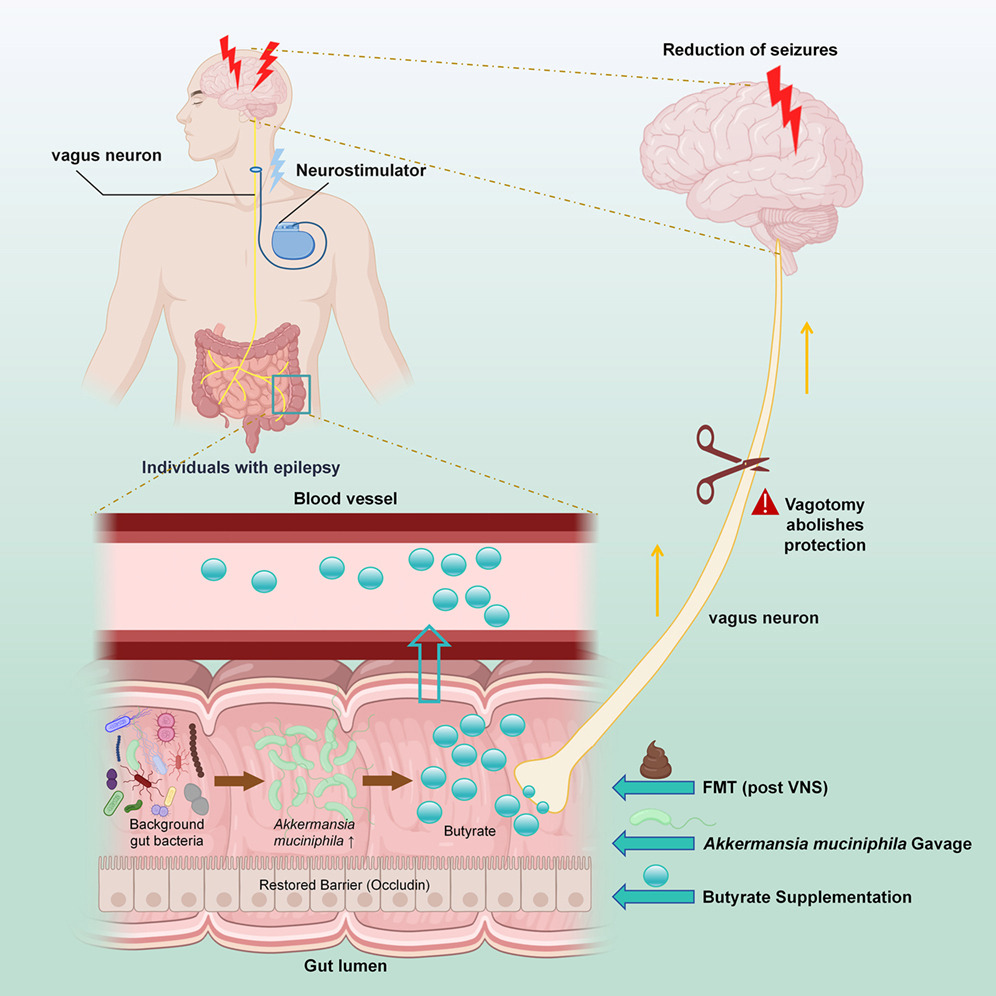 Reduction of seizures
vagus neuron
Neurostimulator
Individuals with epilepsy
Blood vessel
Vagotomy
abolishes
protection
vagus neuron
Background
gut bacteria
Akkermansia
muciniphila ↑
Butyrate
FMT (post VNS)
Akkermansia muciniphila Gavage
Restored Barrier (Occludin)
Butyrate Supplementation
Gut lumen